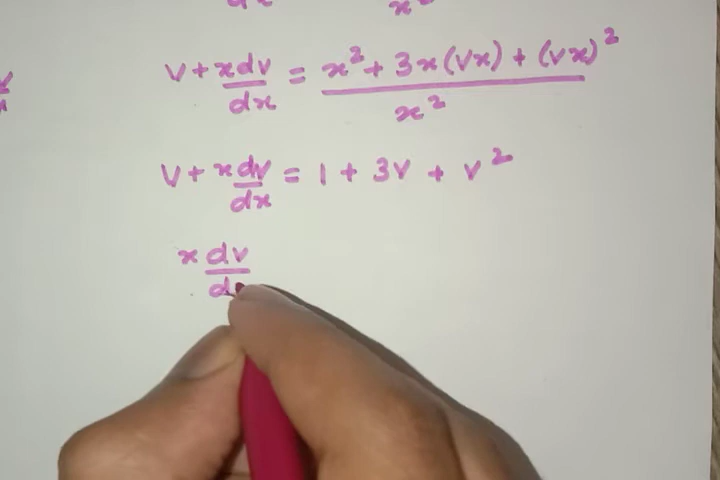 v + x dv/dx = x² + 3x(vx) + (vx)² / x²
v + x dv/dx = 1 + 3v + v²
x dv/d